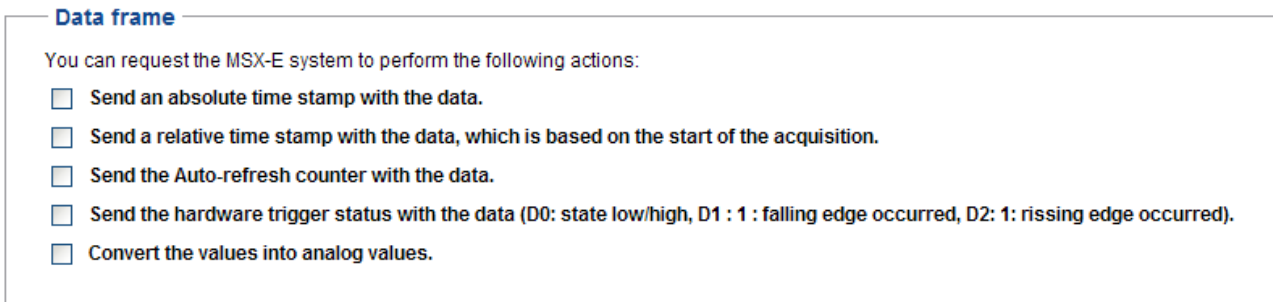 Data frame
You can request the MSX-E system to perform the following actions:
Send an absolute time stamp with the data.
Send a relative time stamp with the data, which is based on the start of the acquisition.
Send the Auto-refresh counter with the data.
Send the hardware trigger status with the data (D0: state low/high, D1 : 1 : falling edge occurred, D2: 1: rissing edge occurred).
Convert the values into analog values.